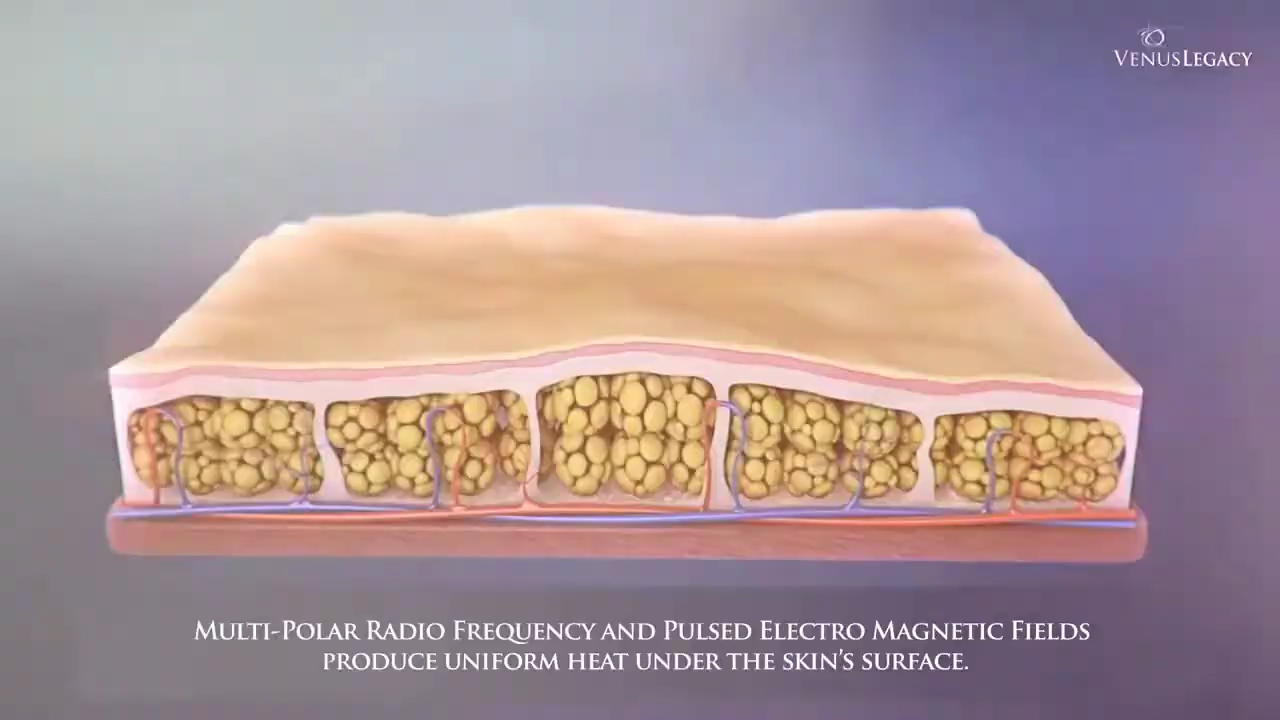 VENUSLEGACY
MULTI-POLAR RADIO FREQUENCY AND PULSED ELECTRO MAGNETIC FIELDS
PRODUCE UNIFORM HEAT UNDER THE SKIN'S SURFACE.